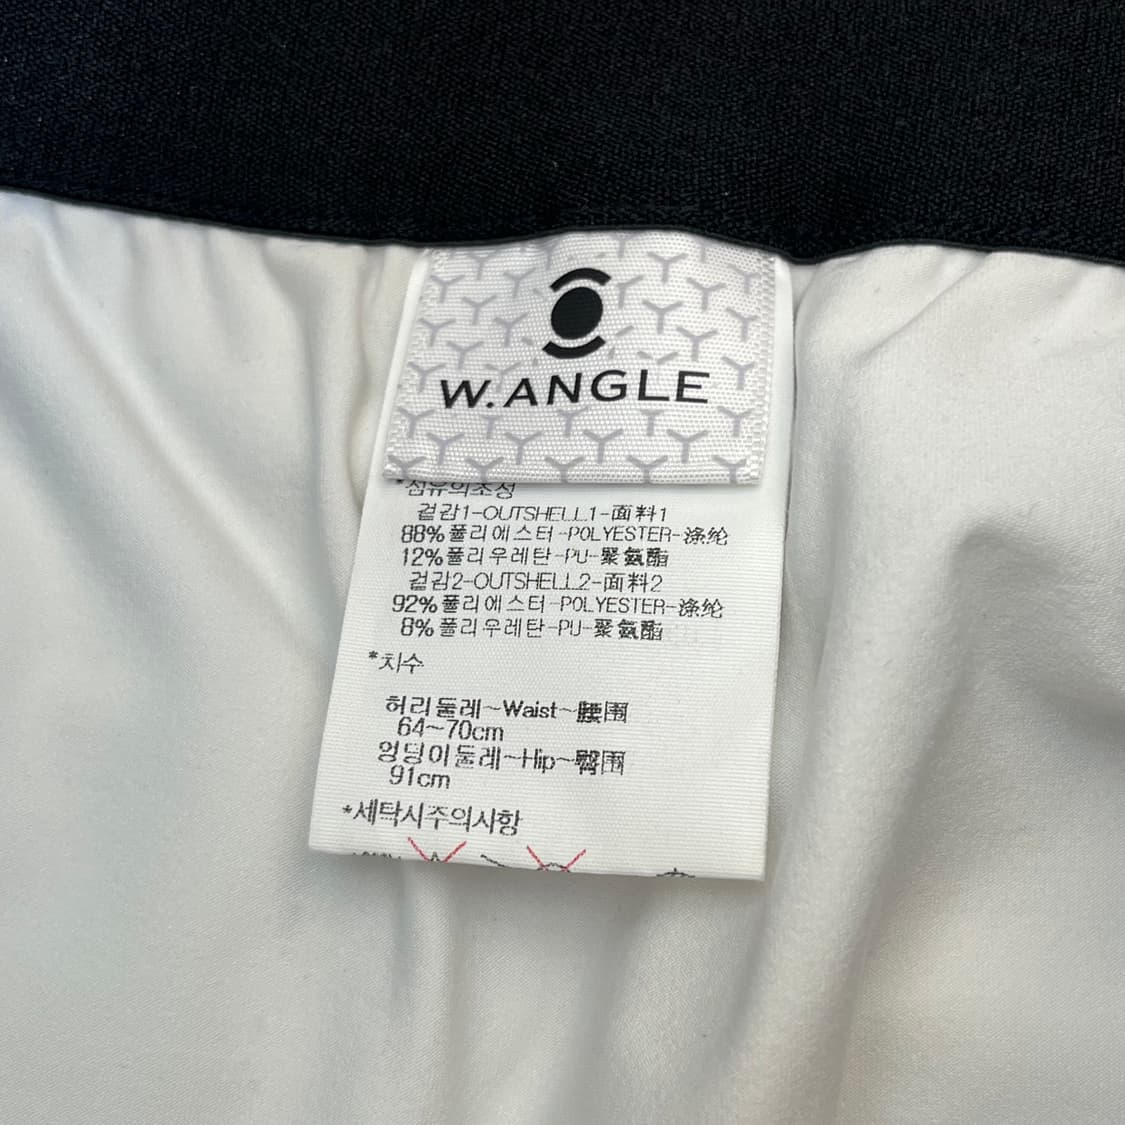 W.ANGLE
*섬유의조성
겉감1-OUTSHELL1-面料1
88%폴리에스터-POLYESTER-涤纶
12%폴리우레탄-PU-聚氨酯
겉감2-OUTSHELL2-面料2
92%폴리에스터-POLYESTER-涤纶
8%폴리우레탄-PU-聚氨酯
*치수
허리둘레~Waist~腰围
64~70cm
엉덩이둘레~Hip~臀围
91cm
*세탁시주의사항